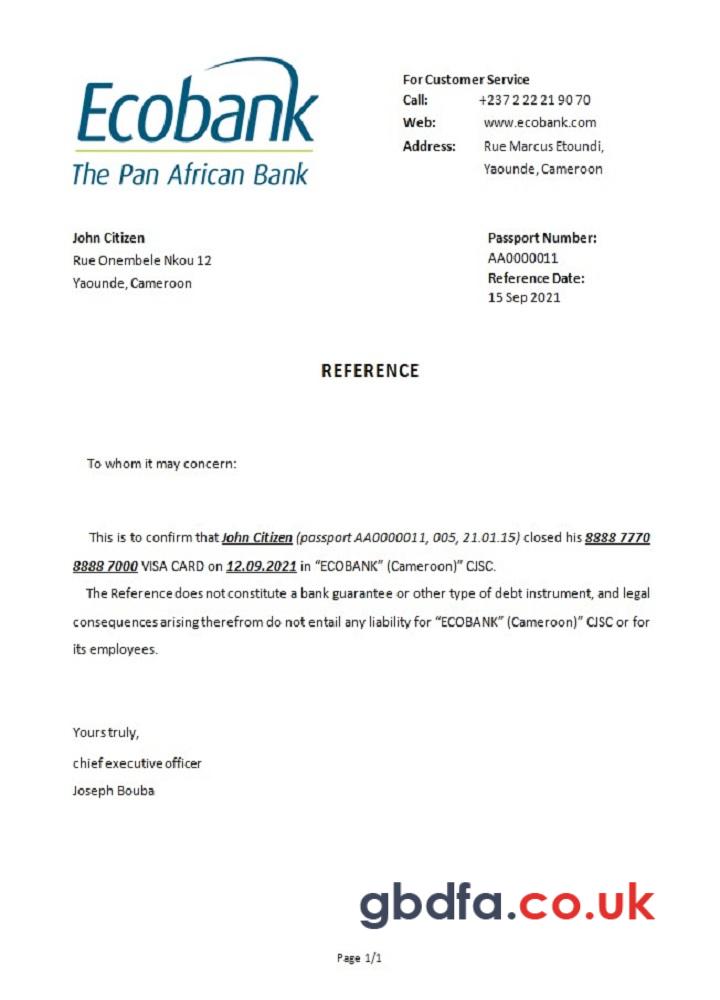 Ecobank
The Pan African Bank
For Customer Service
Call: +237 2 22 21 90 70
Web: www.ecobank.com
Address: Rue Marcus Etoundi,
Yaounde, Cameroon
John Citizen
Rue Onembele Nkou 12
Yaounde, Cameroon
Passport Number:
AA0000011
Reference Date:
15 Sep 2021
REFERENCE
To whom it may concern:
This is to confirm that John Citizen (passport AA0000011, 005, 21.01.15) closed his 8888 7770
8888 7000 VISA CARD on 12.09.2021 in “ECOBANK” (Cameroon)” CJSC.
The Reference does not constitute a bank guarantee or other type of debt instrument, and legal
consequences arising therefrom do not entail any liability for “ECOBANK” (Cameroon)” CJSC or for
its employees.
Yours truly,
chief executive officer
Joseph Bouba
gbdfa.co.uk
Page 1/1